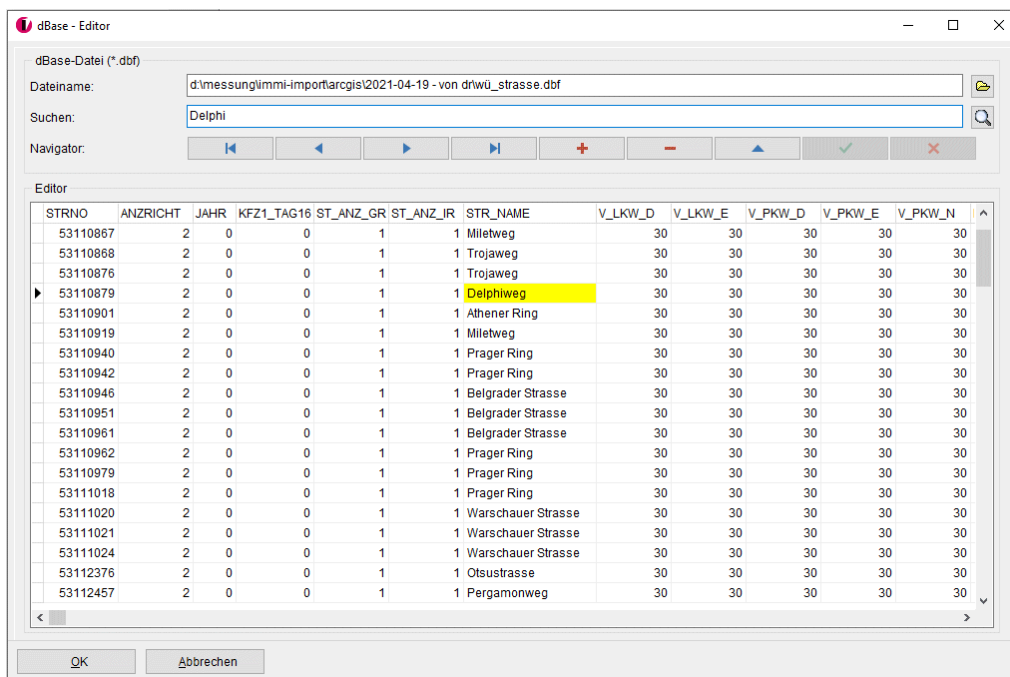 dBase - Editor
dBase-Datei (*.dbf)
Dateiname: d:\messung\immi-import\arcgis\2021-04-19 - von dr\wü_strasse.dbf
Suchen: Delphi
Navigator:
Editor
STRNO ANZRICHT JAHR KFZ1_TAG16 ST_ANZ_GR ST_ANZ_IR STR_NAME V_LKW_D V_LKW_E V_PKW_D V_PKW_E V_PKW_N
53110867 2 0 0 1 1 Miletweg 30 30 30 30 30
53110868 2 0 0 1 1 Trojaweg 30 30 30 30 30
53110876 2 0 0 1 1 Trojaweg 30 30 30 30 30
53110879 2 0 0 1 1 Delphiweg 30 30 30 30 30
53110901 2 0 0 1 1 Athener Ring 30 30 30 30 30
53110919 2 0 0 1 1 Miletweg 30 30 30 30 30
53110940 2 0 0 1 1 Prager Ring 30 30 30 30 30
53110942 2 0 0 1 1 Prager Ring 30 30 30 30 30
53110946 2 0 0 1 1 Belgrader Strasse 30 30 30 30 30
53110951 2 0 0 1 1 Belgrader Strasse 30 30 30 30 30
53110961 2 0 0 1 1 Belgrader Strasse 30 30 30 30 30
53110962 2 0 0 1 1 Prager Ring 30 30 30 30 30
53110979 2 0 0 1 1 Prager Ring 30 30 30 30 30
53111018 2 0 0 1 1 Prager Ring 30 30 30 30 30
53111020 2 0 0 1 1 Warschauer Strasse 30 30 30 30 30
53111021 2 0 0 1 1 Warschauer Strasse 30 30 30 30 30
53111024 2 0 0 1 1 Warschauer Strasse 30 30 30 30 30
53112376 2 0 0 1 1 Otsustrasse 30 30 30 30 30
53112457 2 0 0 1 1 Pergamonweg 30 30 30 30 30
OK Abbrechen